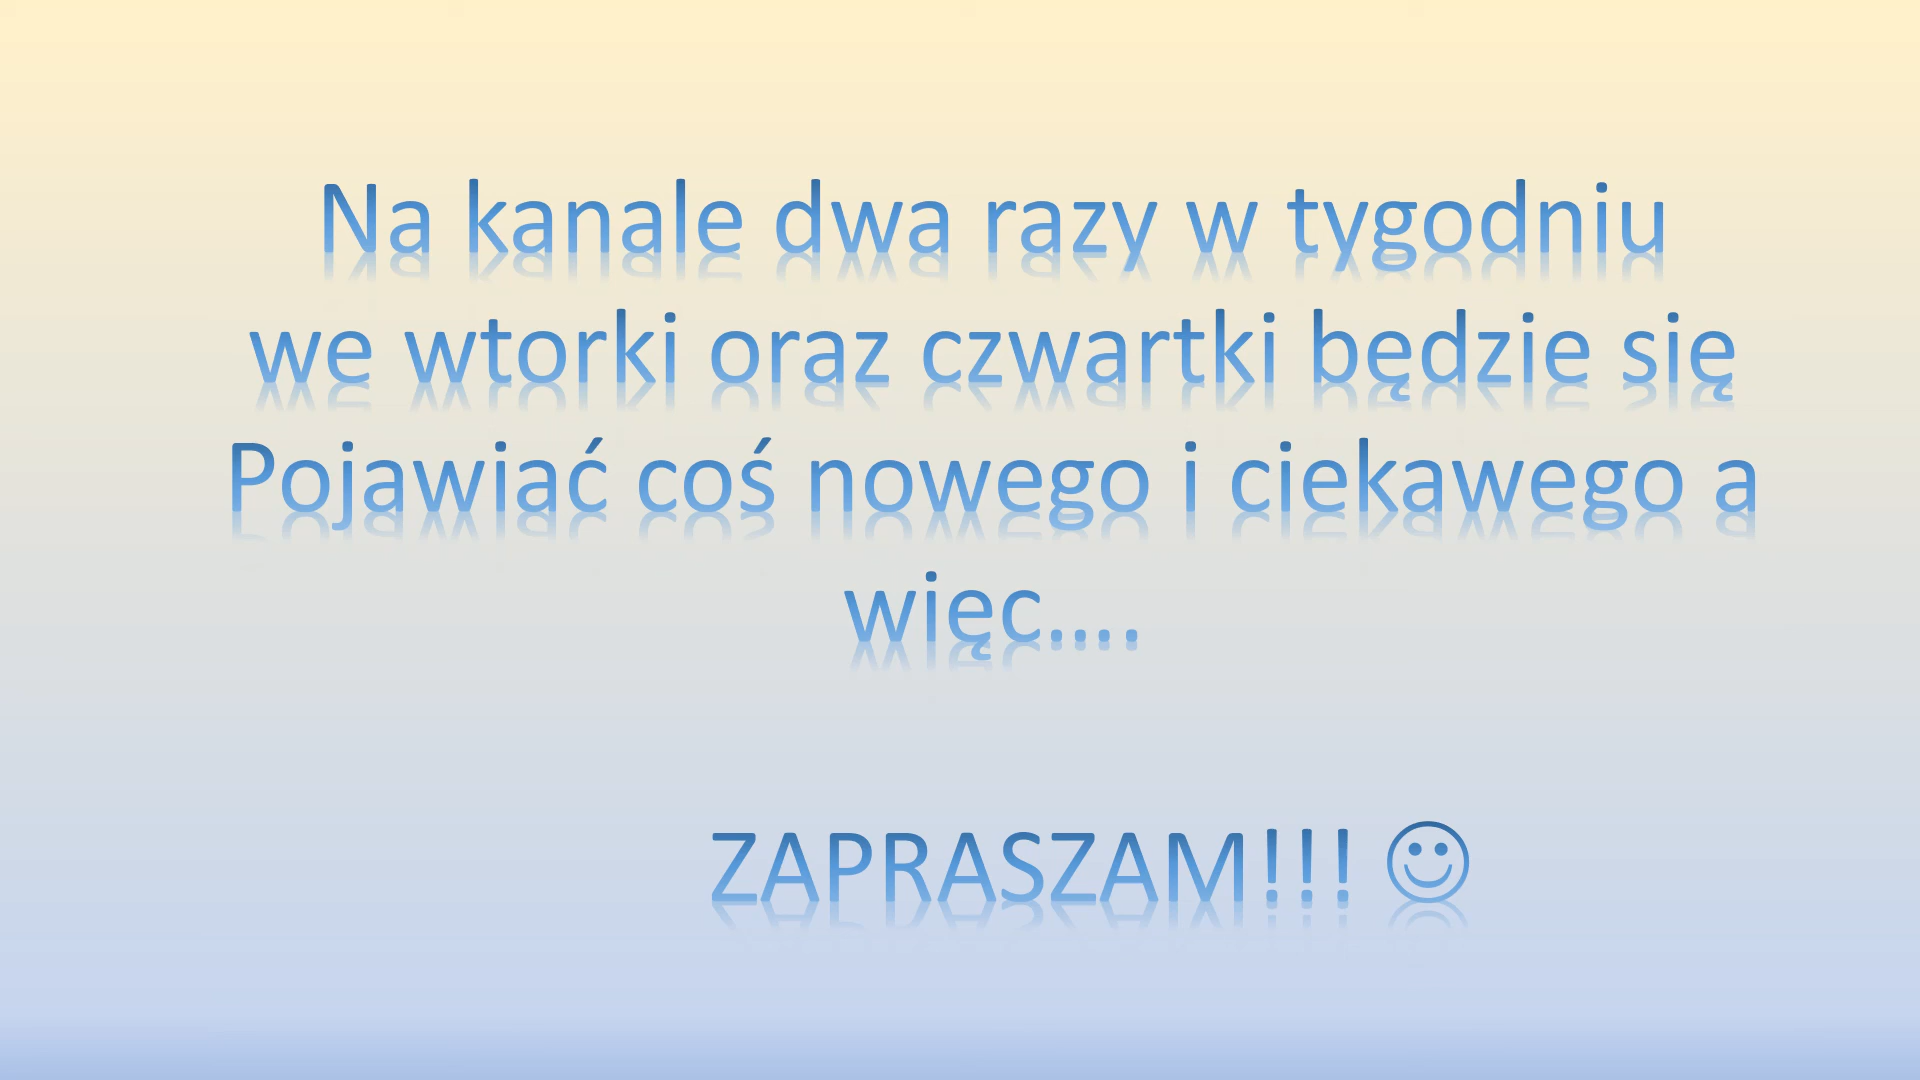 Na kanale dwa razy w tygodniu
we wtorki oraz czwartki będzie się
Pojawiać coś nowego i ciekawego a
więc….
ZAPRASZAM!!! ☺